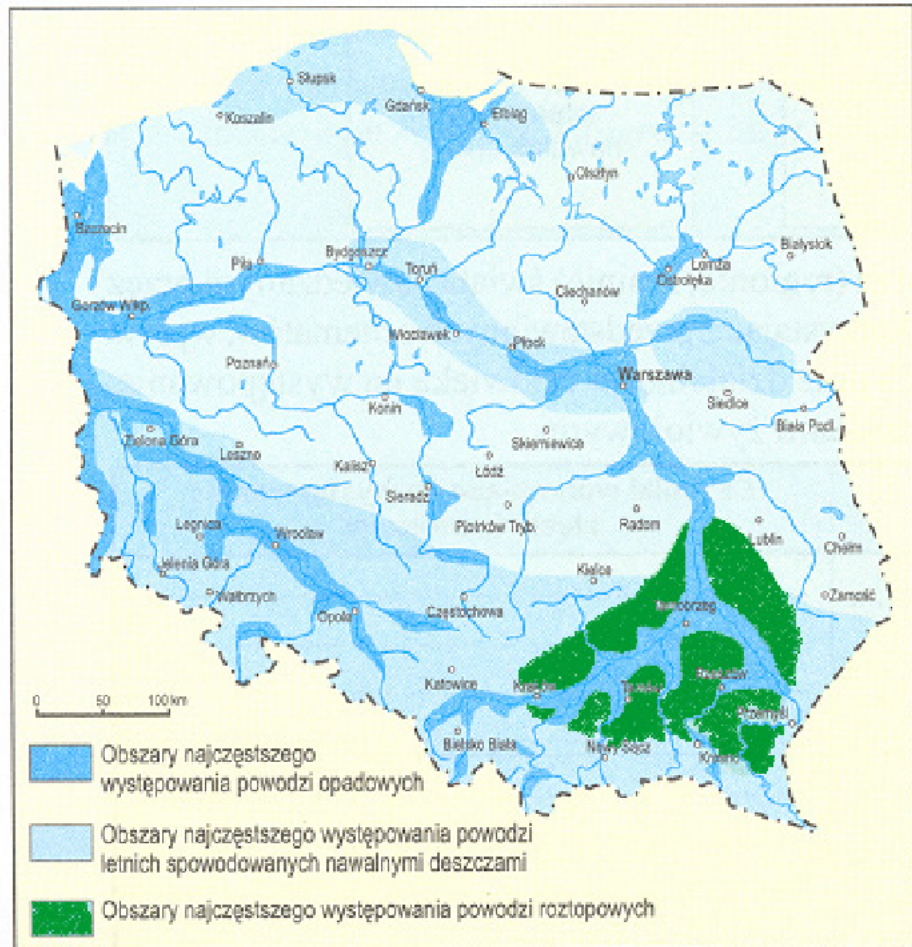 Słupsk
Gdańsk
Koszalin
Elbląg
Olsztyn
Szczecin
Bydgoszcz
Piła
Toruń
Łomża
Białystok
Ostrołęka
Ciechanów
Gorzów Wlkp.
Włocławek
Płock
Poznań
Warszawa
Konin
Siedlce
Biała Podl.
Zielona Góra
Leszno
Skierniewice
Kalisz
Łódź
Sieradz
Legnica
Wrocław
Piotrków Tryb.
Radom
Lublin
Chełm
Jelenia Góra
Kielce
Wałbrzych
Częstochowa
Zamość
Opole
Tarnobrzeg
Katowice
Kraków
Tarnów
Rzeszów
Przemyśl
Bielsko Biała
Nowy Sącz
Krosno
0 50 100 km
Obszary najczęstszego
występowania powodzi opadowych
Obszary najczęstszego występowania powodzi
letnich spowodowanych nawalnymi deszczami
Obszary najczęstszego występowania powodzi roztopowych